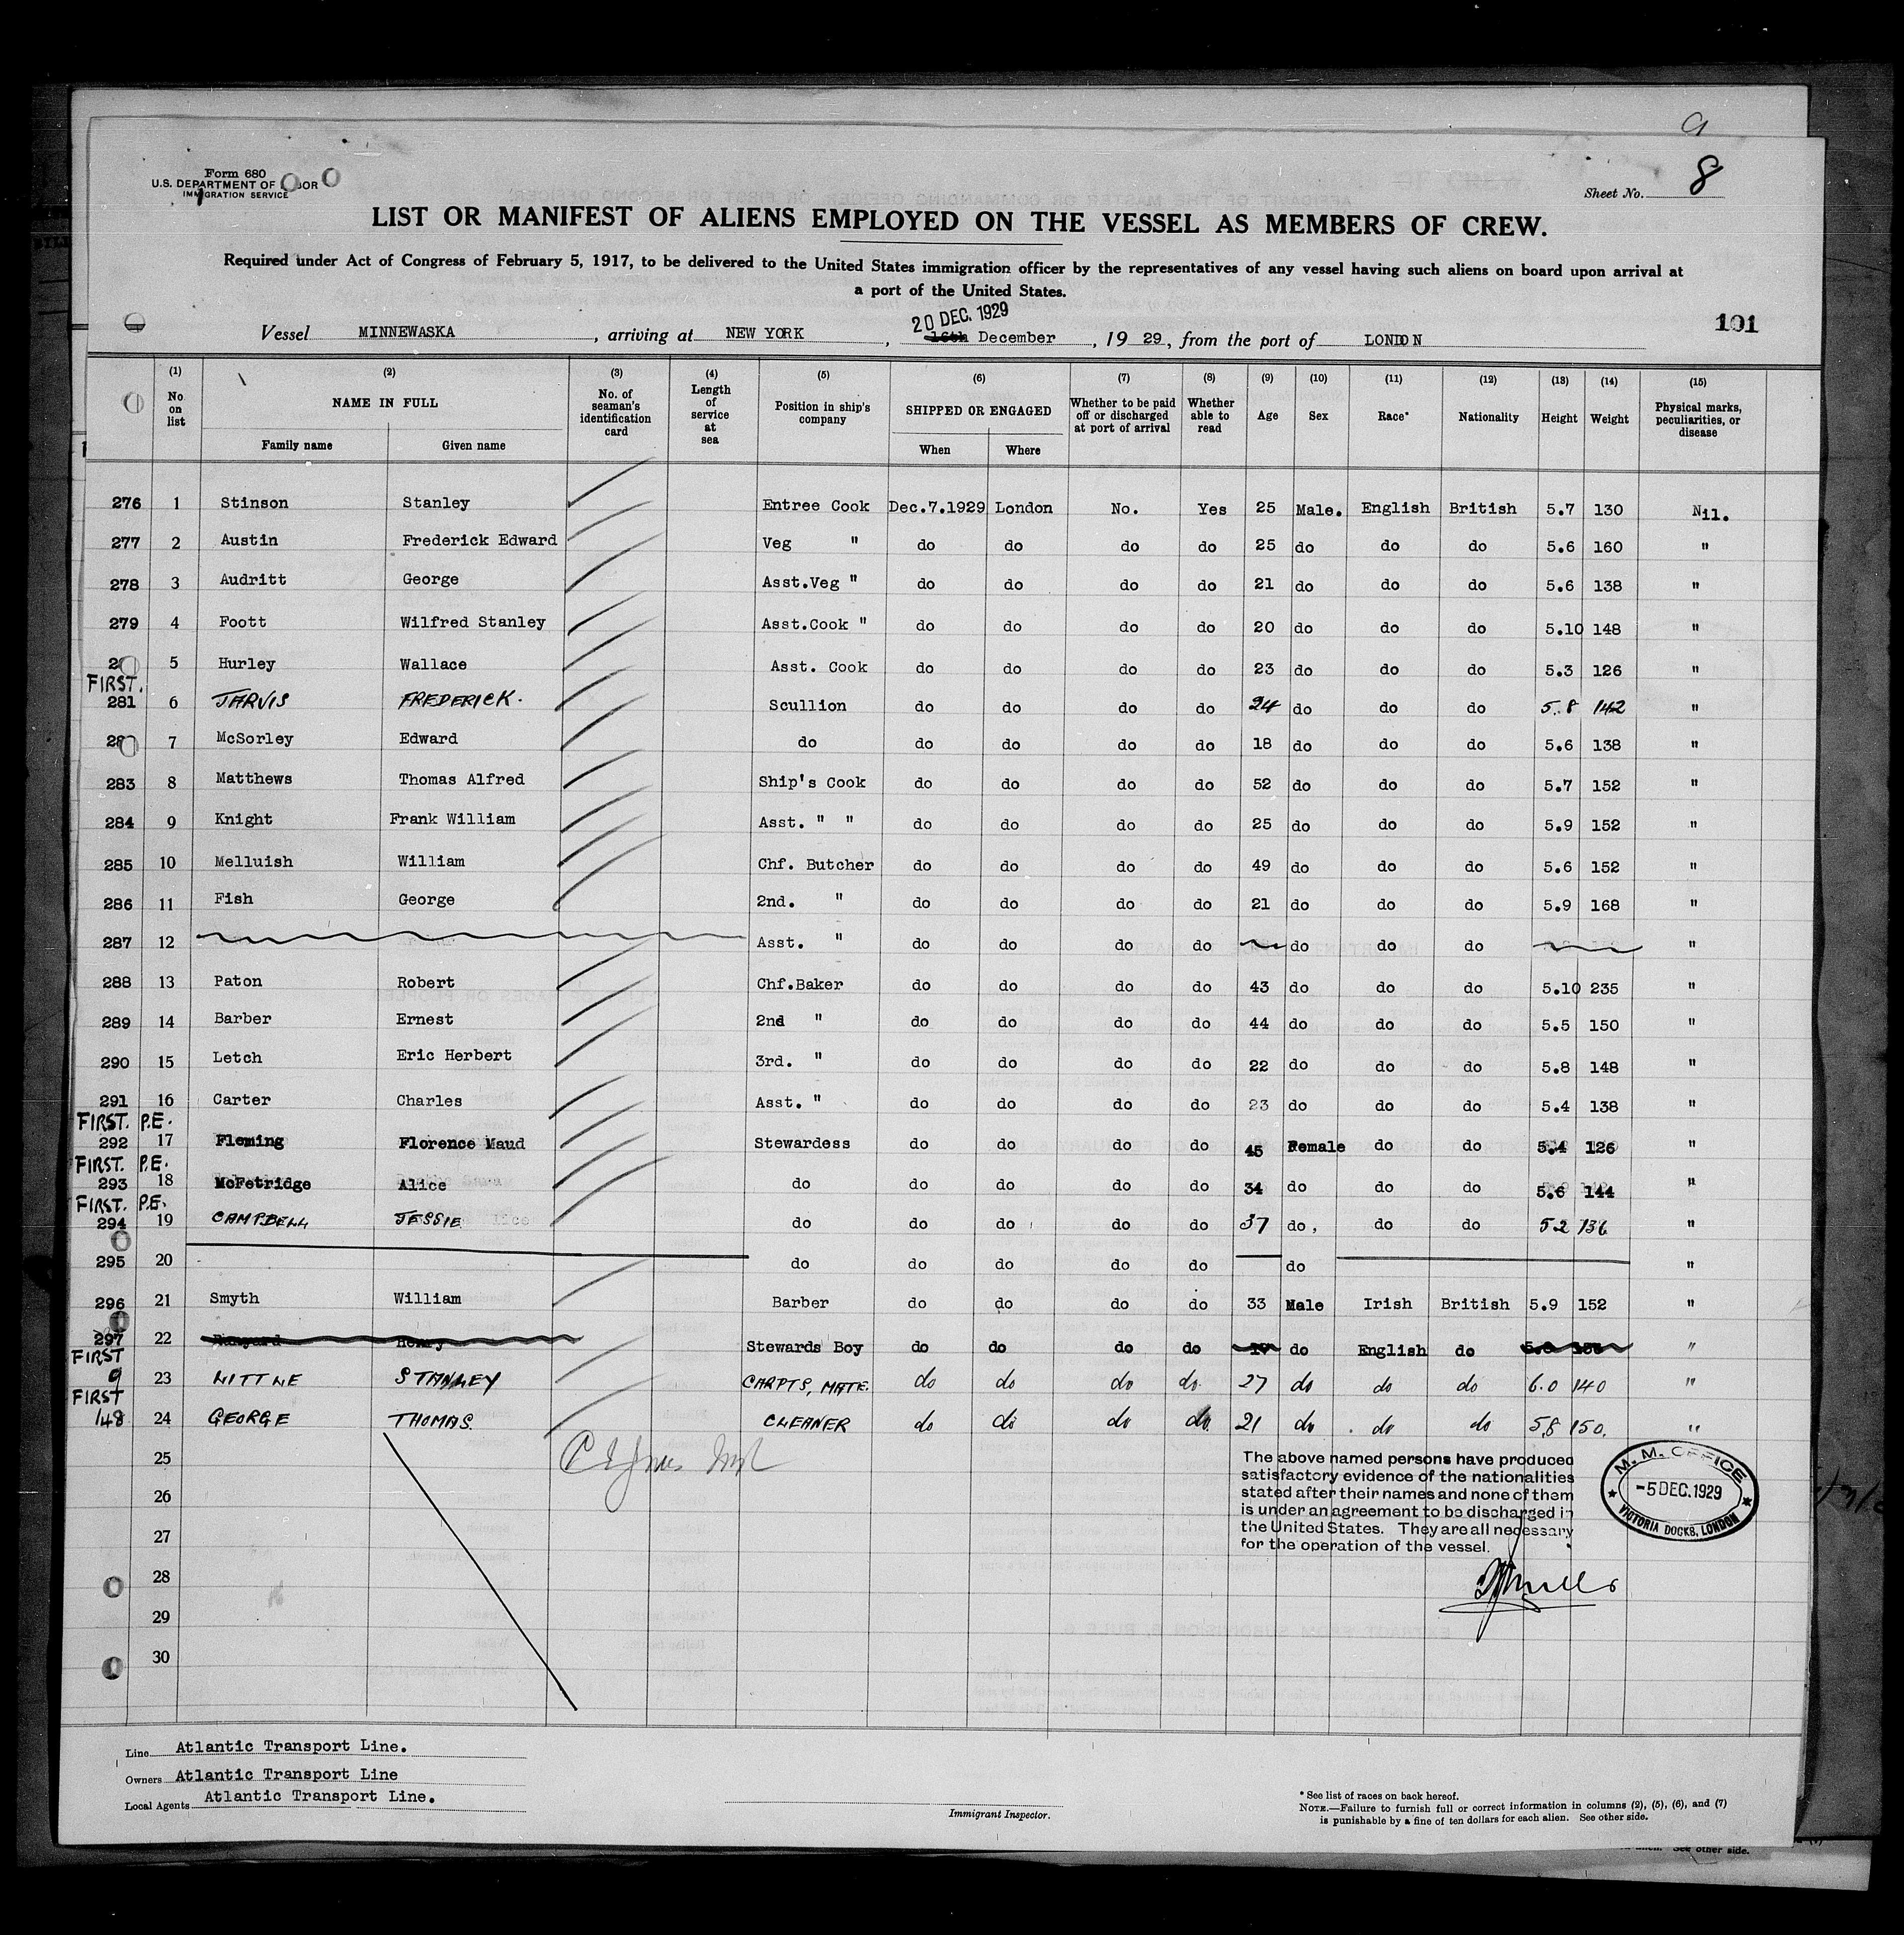 9
Form 680
U.S. DEPARTMENT OF LABOR
IMMIGRATION SERVICE
Sheet No. 8
LIST OR MANIFEST OF ALIENS EMPLOYED ON THE VESSEL AS MEMBERS OF CREW.
Required under Act of Congress of February 5, 1917, to be delivered to the United States immigration officer by the representatives of any vessel having such aliens on board upon arrival at
a port of the United States.
20 DEC. 1929
Vessel MINNEWASKA, arriving at NEW YORK, 16th December, 19 29, from the port of LONDON
101
(1) (2) (3) (4) (5) (6) (7) (8) (9) (10) (11) (12) (13) (14) (15)
No on list NAME IN FULL Family name Given name No. of seaman's identification card Length of service at sea Position in ship's company SHIPPED OR ENGAGED When Where Whether to be paid off or discharged at port of arrival Whether able to read Age Sex Race* Nationality Height Weight Physical marks, peculiarities, or disease
276 1 Stinson Stanley Entree Cook Dec.7.1929 London No. Yes 25 Male. English British 5.7 130 Nil.
277 2 Austin Frederick Edward Veg " do do do do 25 do do do 5.6 160 "
278 3 Audritt George Asst.Veg " do do do do 21 do do do 5.6 138 "
279 4 Foott Wilfred Stanley Asst.Cook " do do do do 20 do do do 5.10 148 "
5 Hurley Wallace Asst. Cook do do do do 23 do do do 5.3 126 "
FIRST.
281 6 JARVIS FREDERICK. Scullion do do do do 24 do do do 5.8 142 "
7 McSorley Edward do do do do do 18 do do do 5.6 138 "
283 8 Matthews Thomas Alfred Ship's Cook do do do do 52 do do do 5.7 152 "
284 9 Knight Frank William Asst. " " do do do do 25 do do do 5.9 152 "
285 10 Melluish William Chf. Butcher do do do do 49 do do do 5.6 152 "
286 11 Fish George 2nd. " do do do do 21 do do do 5.9 168 "
287 12 Asst. " do do do do do do do "
288 13 Paton Robert Chf.Baker do do do do 43 do do do 5.10 235 "
289 14 Barber Ernest 2nd " do do do do 44 do do do 5.5 150 "
290 15 Letch Eric Herbert 3rd. " do do do do 22 do do do 5.8 148 "
291 16 Carter Charles Asst. " do do do do 23 do do do 5.4 138 "
FIRST. P.E.
292 17 Fleming Florence Maud Stewardess do do do do 45 Female do do 5.4 126 "
FIRST. P.E.
293 18 McFetridge Alice do do do do do 34 do do do 5.6 144 "
FIRST. P.E.
294 19 CAMPBELL JESSIE do do do do do 37 do, do do 5 2 136 "
295 20 do do do do do do "
296 21 Smyth William Barber do do do do 33 Male Irish British 5.9 152 "
297 22 Henry Stewards Boy do do do do do English do "
FIRST
9 23 LITTLE STANLEY CARPTS, MATE. do do do do. 27 do do do 6.0 140 "
FIRST
148 24 GEORGE THOMAS. CLEANER do do do do. 21 do do do 5.8 150. "
25
26
27
28
29
30
The above named persons have produced
satisfactory evidence of the nationalities
stated after their names and none of them
is under an agreement to be discharged in
the United States. They are all necessary
for the operation of the vessel.
M. M. OFFICE
-5 DEC. 1929
VICTORIA DOCKS, LONDON
Line Atlantic Transport Line.
Owners Atlantic Transport Line
Local Agents Atlantic Transport Line.
Immigrant Inspector.
* See list of races on back hereof.
NOTE.—Failure to furnish full or correct information in columns (2), (5), (6), and (7)
is punishable by a fine of ten dollars for each alien. See other side.
See other side.